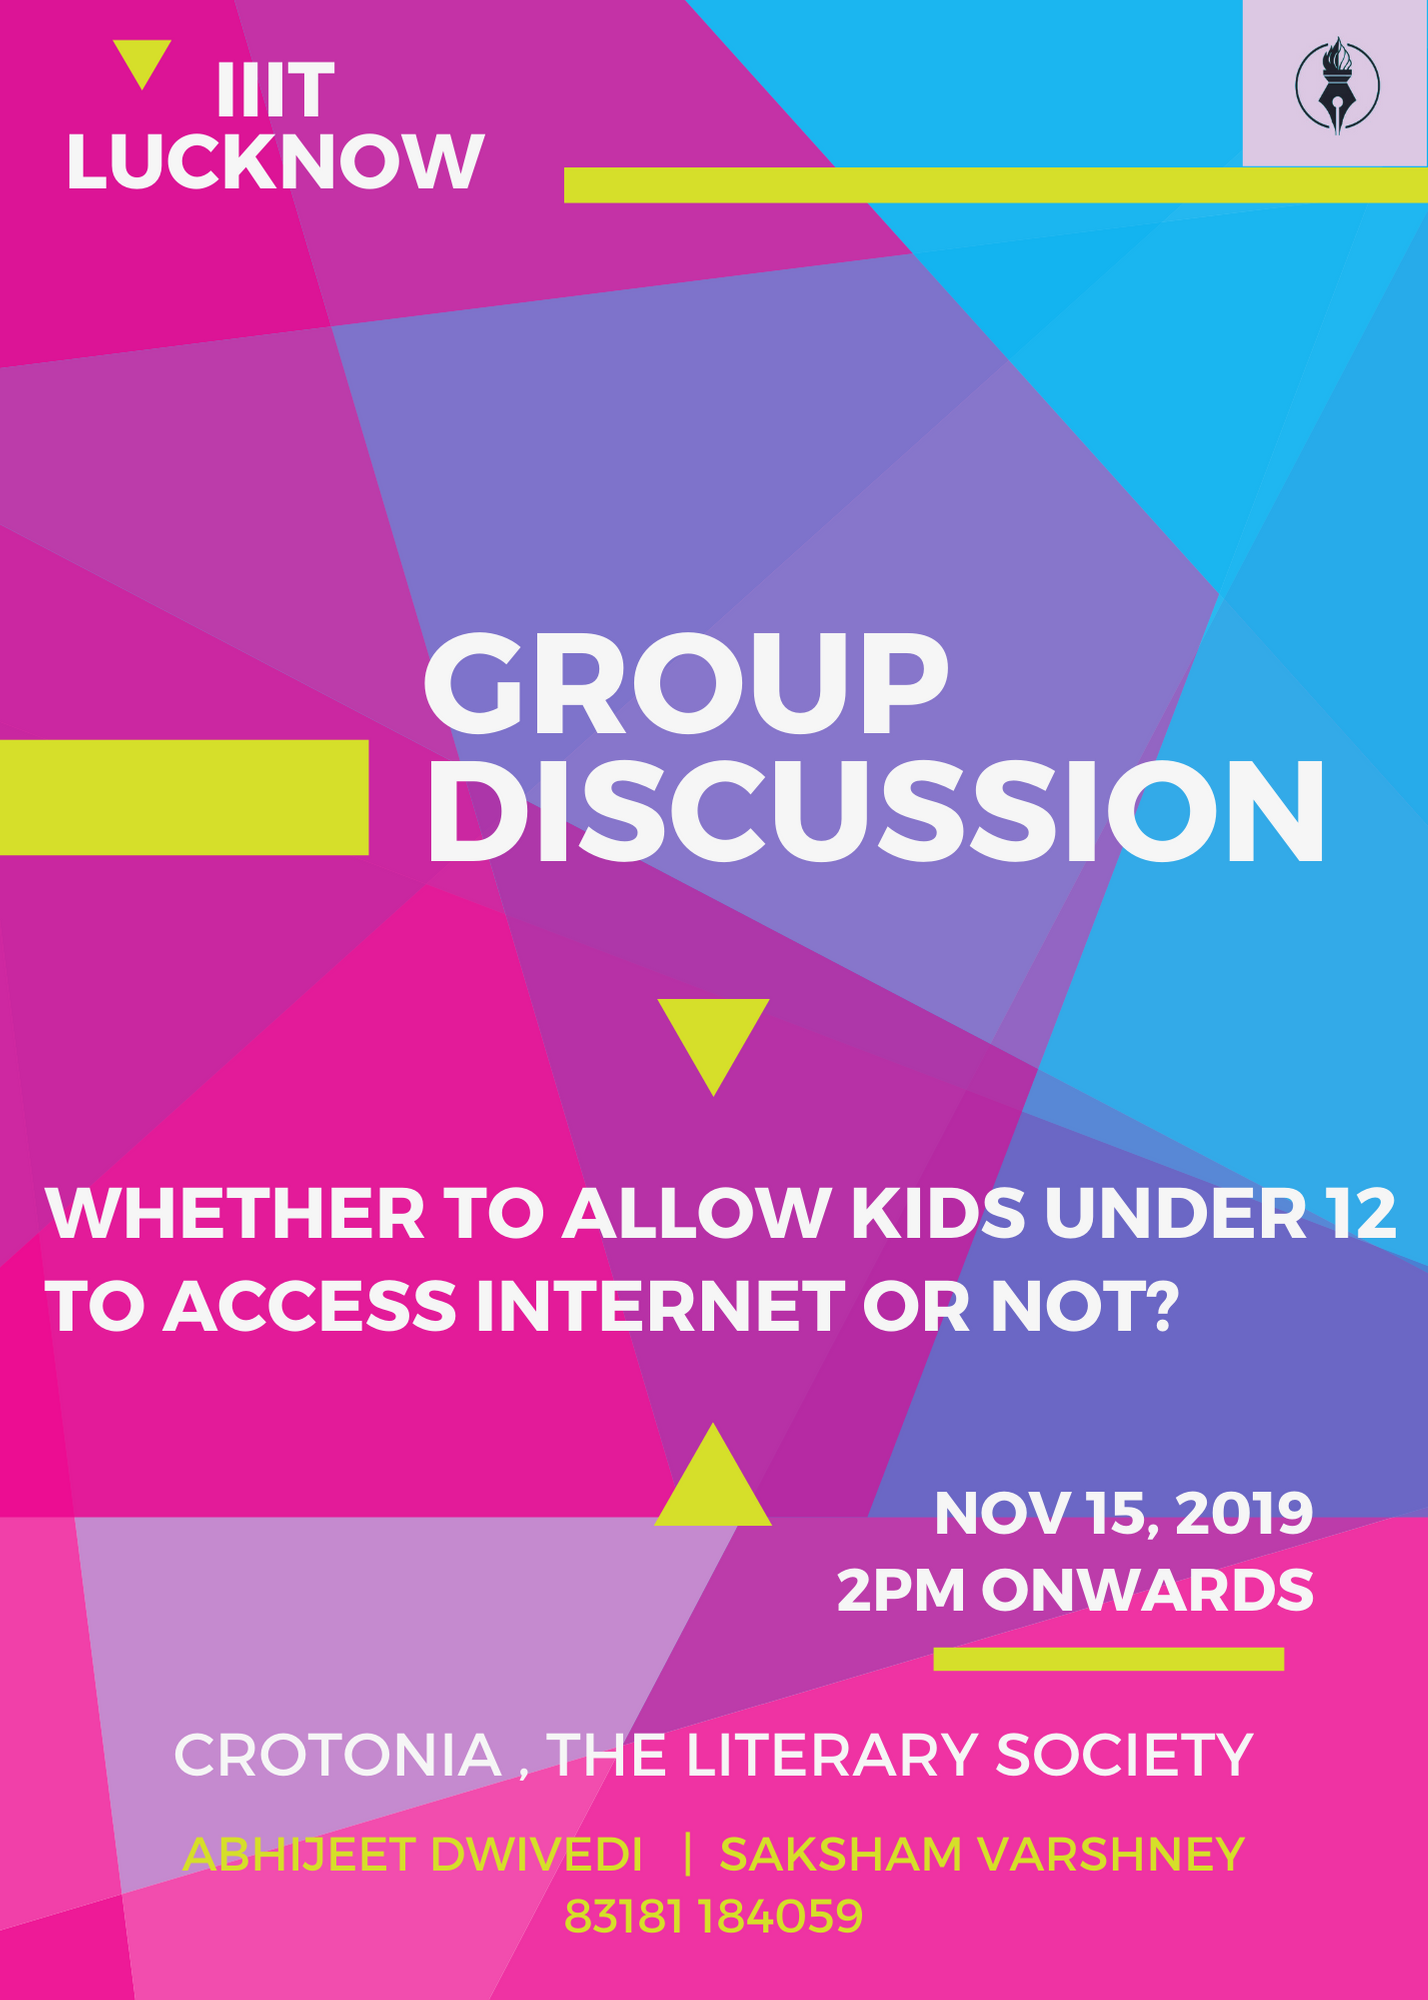 IIIT
LUCKNOW
GROUP
DISCUSSION
WHETHER TO ALLOW KIDS UNDER 12
TO ACCESS INTERNET OR NOT?
NOV 15, 2019
2PM ONWARDS
CROTONIA , THE LITERARY SOCIETY
ABHIJEET DWIVEDI | SAKSHAM VARSHNEY
83181 184059